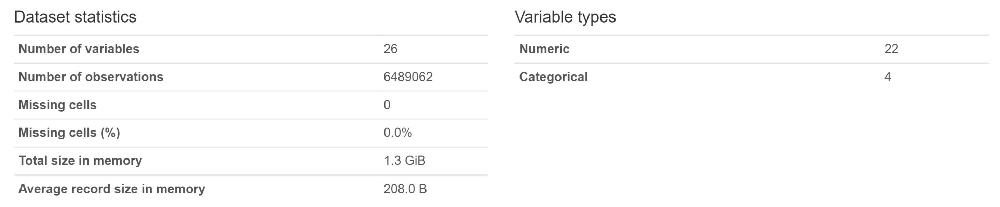 Dataset statistics
Number of variables 26
Number of observations 6489062
Missing cells 0
Missing cells (%) 0.0%
Total size in memory 1.3 GiB
Average record size in memory 208.0 B
Variable types
Numeric 22
Categorical 4